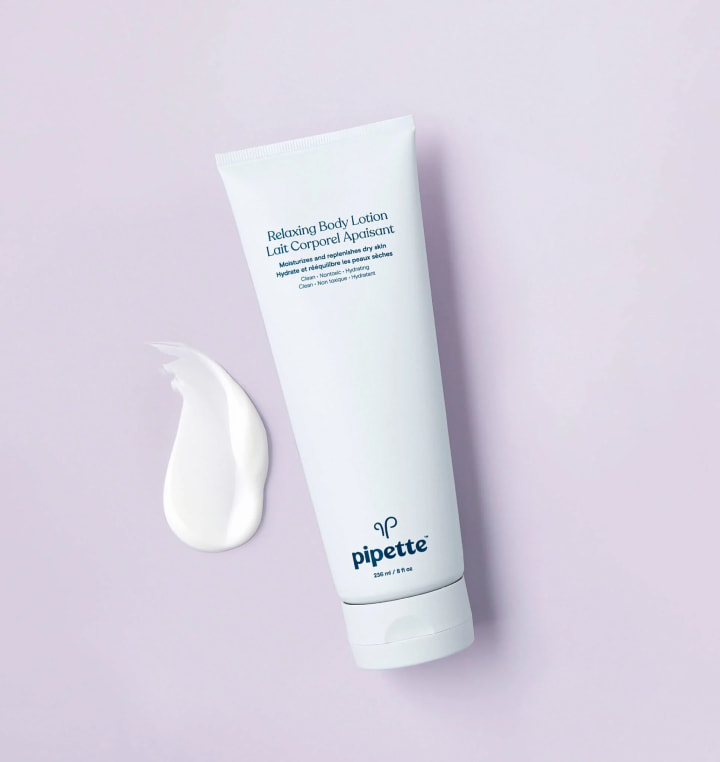 Relaxing Body Lotion
Lait Corporel Apaisant
Moisturizes and replenishes dry skin
Hydrate et rééquilibre les peaux sèches
Clean • Nontoxic • Hydrating
Clean • Non toxique • Hydratant
pipette™
236 ml / 8 fl oz